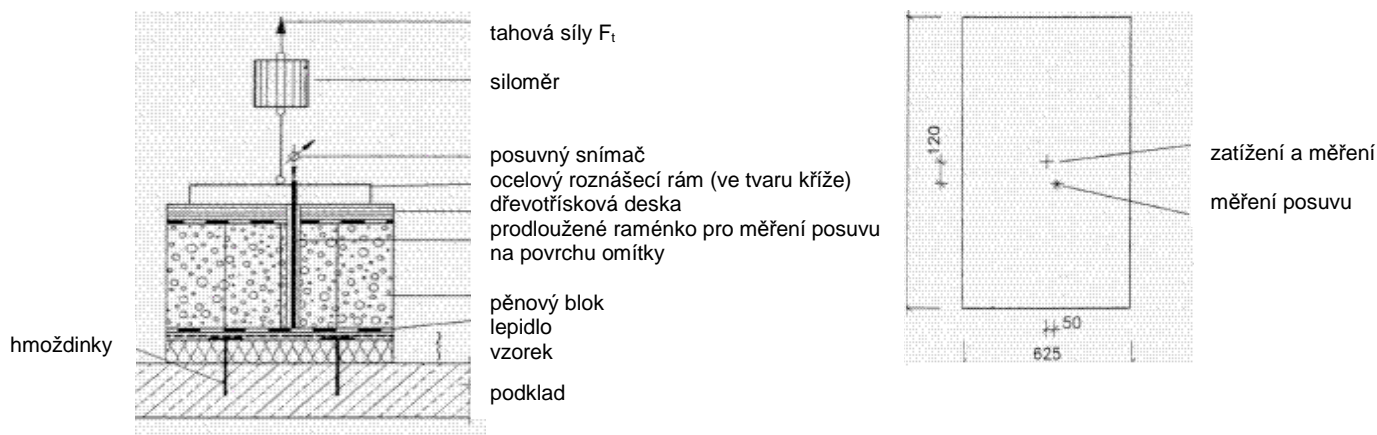 tahová síly Fₜ
siloměr
posuvný snímač
ocelový roznášecí rám (ve tvaru kříže)
dřevotřísková deska
prodloužené raménko pro měření posuvu
na povrchu omítky
pěnový blok
lepidlo
vzorek
podklad
hmoždinky
120
50
625
zatížení a měření
měření posuvu